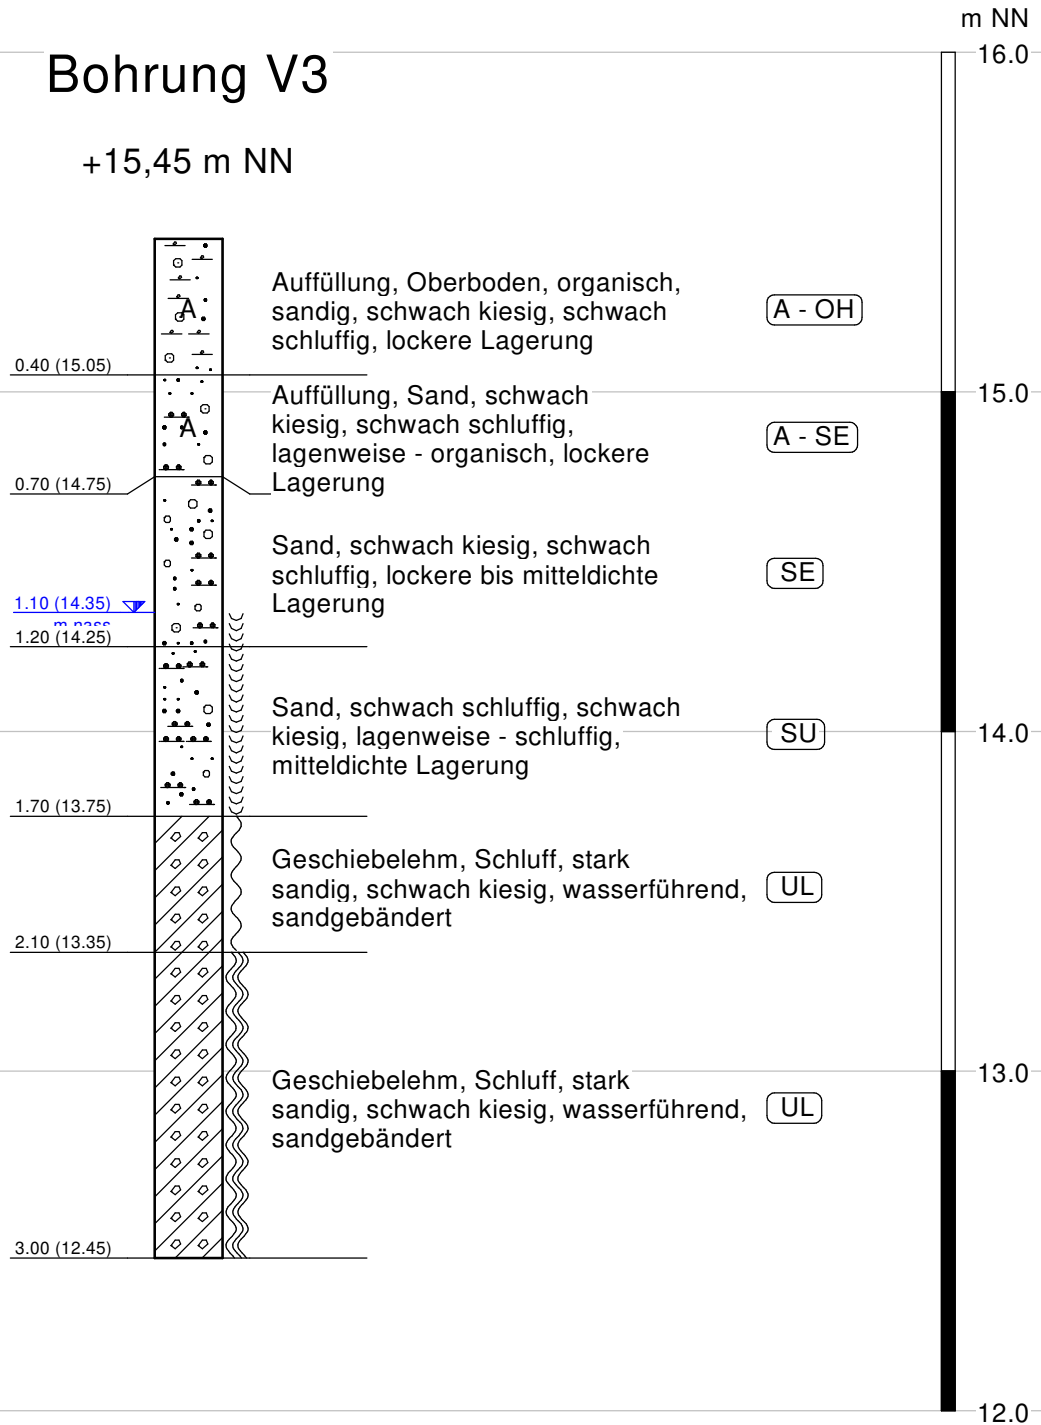 m NN
16.0
Bohrung V3
+15,45 m NN
A
Auffüllung, Oberboden, organisch,
sandig, schwach kiesig, schwach
schluffig, lockere Lagerung
A - OH
0.40 (15.05)
15.0
A
Auffüllung, Sand, schwach
kiesig, schwach schluffig,
lagenweise - organisch, lockere
Lagerung
A - SE
0.70 (14.75)
Sand, schwach kiesig, schwach
schluffig, lockere bis mitteldichte
Lagerung
SE
1.10 (14.35)
m nass
1.20 (14.25)
Sand, schwach schluffig, schwach
kiesig, lagenweise - schluffig,
mitteldichte Lagerung
SU
14.0
1.70 (13.75)
Geschiebelehm, Schluff, stark
sandig, schwach kiesig, wasserführend,
sandgebändert
UL
2.10 (13.35)
13.0
Geschiebelehm, Schluff, stark
sandig, schwach kiesig, wasserführend,
sandgebändert
UL
3.00 (12.45)
12.0